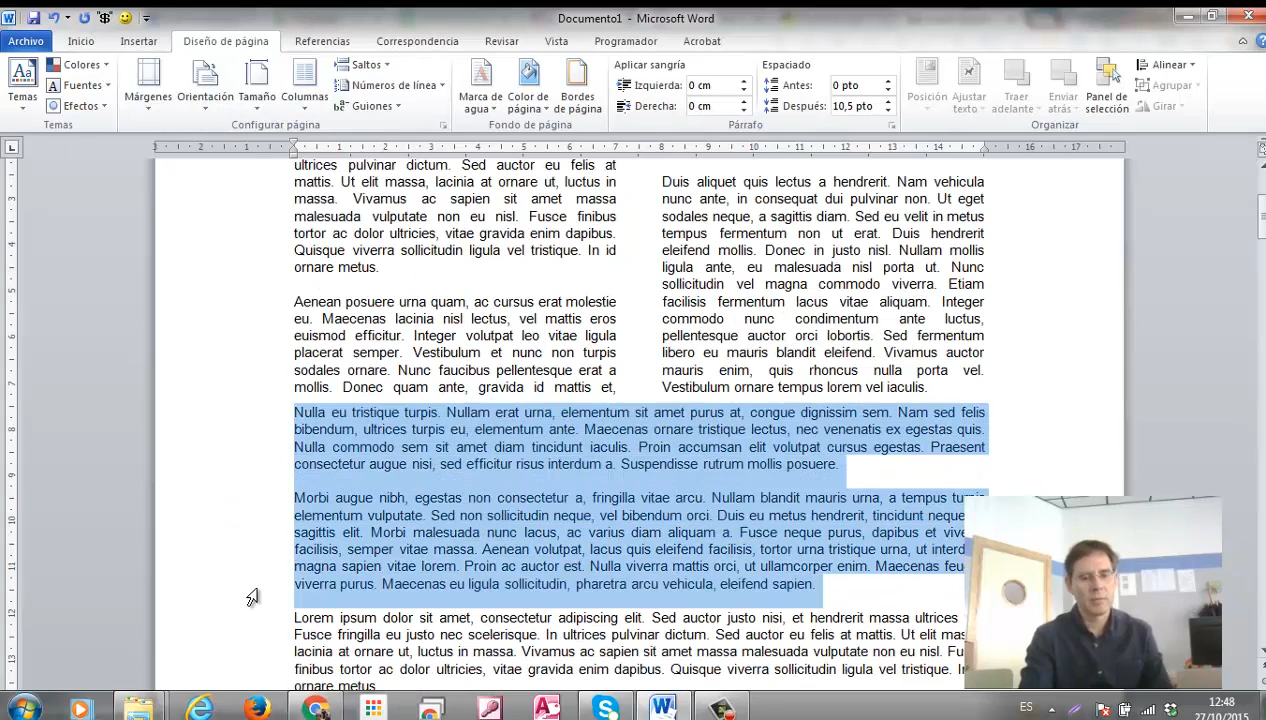 Documento1 - Microsoft Word
Archivo Inicio Insertar Diseño de página Referencias Correspondencia Revisar Vista Programador Acrobat
Colores Saltos Aplicar sangría Espaciado Alinear
Fuentes Números de línea Izquierda: 0 cm Antes: 0 pto Agrupar
Efectos Guiones Derecha: 0 cm Después: 10,5 pto Girar
Temas Márgenes Orientación Tamaño Columnas Marca de agua Color de página Bordes de página Posición Ajustar texto Traer adelante Enviar atrás Panel de selección
Temas Configurar página Fondo de página Párrafo Organizar
3 2 1 1 2 3 4 5 6 7 8 9 10 11 12 13 14 16 17
ultrices pulvinar dictum. Sed auctor eu felis at
mattis. Ut elit massa, lacinia at ornare ut, luctus in
massa. Vivamus ac sapien sit amet massa
malesuada vulputate non eu nisl. Fusce finibus
tortor ac dolor ultricies, vitae gravida enim dapibus.
Quisque viverra sollicitudin ligula vel tristique. In id
ornare metus.
Aenean posuere urna quam, ac cursus erat molestie
eu. Maecenas lacinia nisl lectus, vel mattis eros
euismod efficitur. Integer volutpat leo vitae ligula
placerat semper. Vestibulum et nunc non turpis
sodales ornare. Nunc faucibus pellentesque erat a
mollis. Donec quam ante, gravida id mattis et,
Duis aliquet quis lectus a hendrerit. Nam vehicula
nunc ante, in consequat dui pulvinar non. Ut eget
sodales neque, a sagittis diam. Sed eu velit in metus
tempus fermentum non ut erat. Duis hendrerit
eleifend mollis. Donec in justo nisl. Nullam mollis
ligula ante, eu malesuada nisl porta ut. Nunc
sollicitudin vel magna commodo viverra. Etiam
facilisis fermentum lacus vitae aliquam. Integer
commodo nunc condimentum ante luctus,
pellentesque auctor orci lobortis. Sed fermentum
libero eu mauris blandit eleifend. Vivamus auctor
mauris enim, quis rhoncus nulla porta vel.
Vestibulum ornare tempus lorem vel iaculis.
Nulla eu tristique turpis. Nullam erat urna, elementum sit amet purus at, congue dignissim sem. Nam sed felis
bibendum, ultrices turpis eu, elementum ante. Maecenas ornare tristique lectus, nec venenatis ex egestas quis.
Nulla commodo sem sit amet diam tincidunt iaculis. Proin accumsan elit volutpat cursus egestas. Praesent
consectetur augue nisi, sed efficitur risus interdum a. Suspendisse rutrum mollis posuere.
Morbi augue nibh, egestas non consectetur a, fringilla vitae arcu. Nullam blandit mauris urna, a tempus turpis
elementum vulputate. Sed non sollicitudin neque, vel bibendum orci. Duis eu metus hendrerit, tincidunt neque
sagittis elit. Morbi malesuada nunc lacus, ac varius diam aliquam a. Fusce neque purus, dapibus et
facilisis, semper vitae massa. Aenean volutpat, lacus quis eleifend facilisis, tortor urna tristique urna, ut
magna sapien vitae lorem. Proin ac auctor est. Nulla viverra mattis orci, ut ullamcorper enim. Maecenas
viverra purus. Maecenas eu ligula sollicitudin, pharetra arcu vehicula, eleifend sapien.
Lorem ipsum dolor sit amet, consectetur adipiscing elit. Sed auctor justo nisi, et hendrerit massa ultrices
Fusce fringilla eu justo nec scelerisque. In ultrices pulvinar dictum. Sed auctor eu felis at mattis. Ut elit
lacinia at ornare ut, luctus in massa. Vivamus ac sapien sit amet massa malesuada vulputate non eu nisl.
finibus tortor ac dolor ultricies, vitae gravida enim dapibus. Quisque viverra sollicitudin ligula vel tristique.
ornare metus.
ES 12:48
27/10/2015